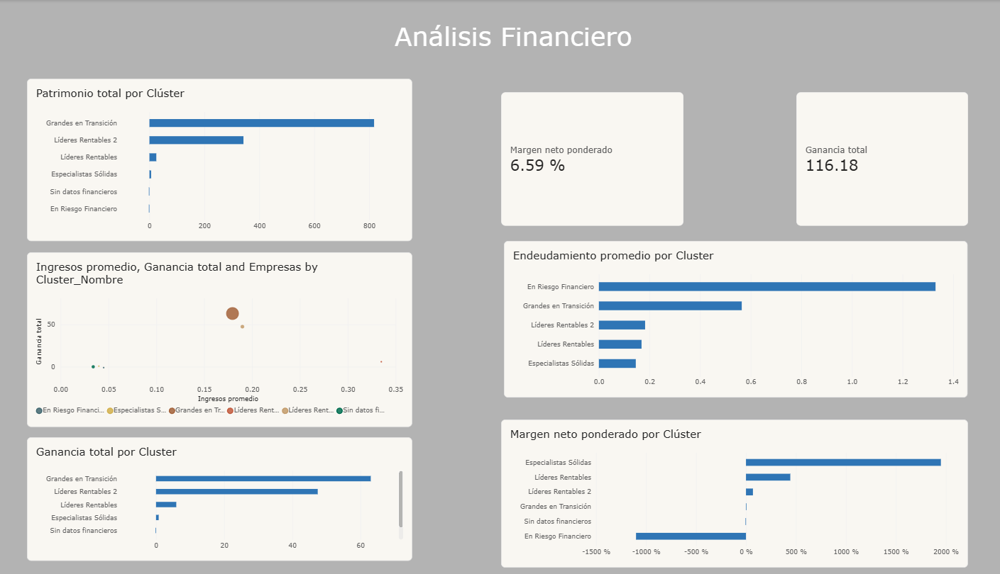 Análisis Financiero
Patrimonio total por Clúster
Grandes en Transición
Líderes Rentables 2
Líderes Rentables
Especialistas Sólidas
Sin datos financieros
En Riesgo Financiero
0 200 400 600 800
Margen neto ponderado
6.59 %
Ganancia total
116.18
Ingresos promedio, Ganancia total and Empresas by
Cluster_Nombre
Ganancia total
50
0
0.00 0.05 0.10 0.15 0.20 0.25 0.30 0.35
Ingresos promedio
En Riesgo Financi... Especialistas S... Grandes en Tr... Líderes Rent... Líderes Rent... Sin datos fi...
Endeudamiento promedio por Cluster
En Riesgo Financiero
Grandes en Transición
Líderes Rentables 2
Líderes Rentables
Especialistas Sólidas
0.0 0.2 0.4 0.6 0.8 1.0 1.2 1.4
Ganancia total por Cluster
Grandes en Transición
Líderes Rentables 2
Líderes Rentables
Especialistas Sólidas
Sin datos financieros
0 20 40 60
Margen neto ponderado por Clúster
Especialistas Sólidas
Líderes Rentables
Líderes Rentables 2
Grandes en Transición
Sin datos financieros
En Riesgo Financiero
-1500 % -1000 % -500 % 0 % 500 % 1000 % 1500 % 2000 %